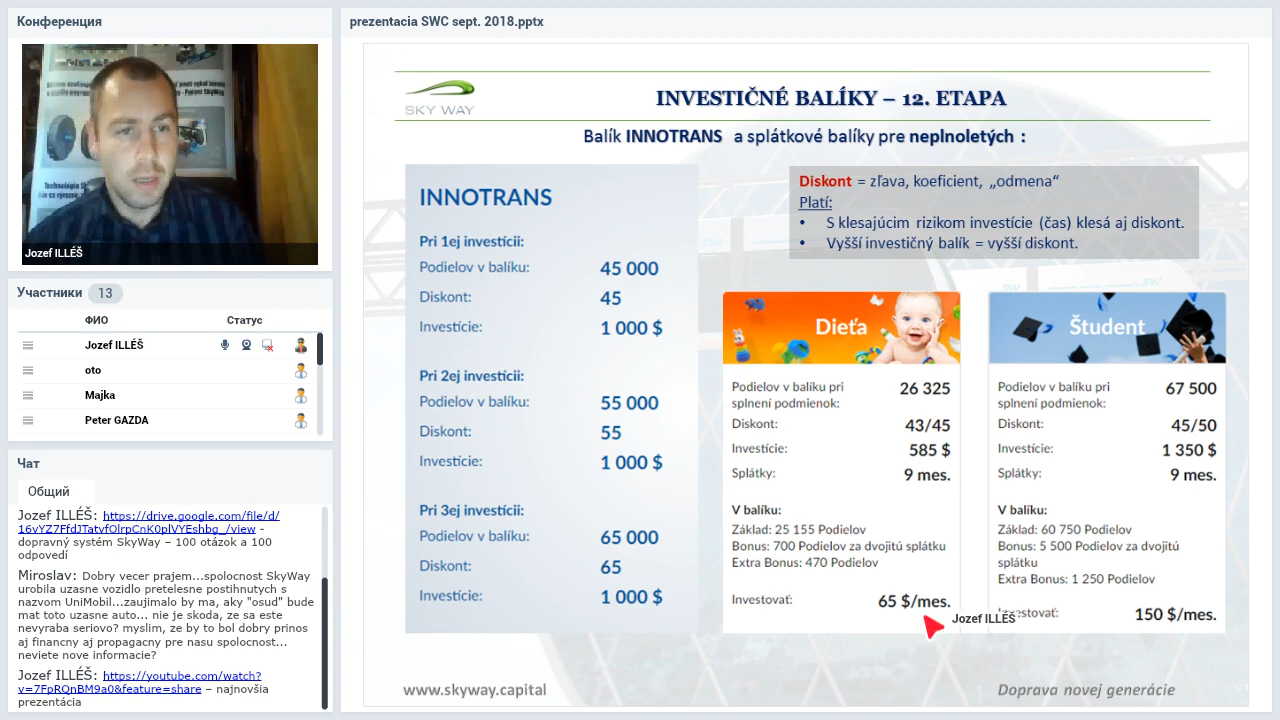 Конференция
Jozef ILLÉŠ
Участники 13
ФИО Статус
Jozef ILLÉŠ
oto
Majka
Peter GAZDA
Чат
Общий
Jozef ILLÉŠ: https://drive.google.com/file/d/
16vYZ7FfdJTatvfOlrpCnK0plVYEshbg_/view –
dopravný systém SkyWay – 100 otázok a 100
odpovedí
Miroslav: Dobry vecer prajem...spolocnost SkyWay
urobila uzasne vozidlo pretelesne postihnutych s
nazvom UniMobil...zaujimalo by ma, aky "osud" bude
mat toto uzasne auto... nie je skoda, ze sa este
nevyraba seriovo? myslím, ze by to bol dobry prinos
aj financny aj propagacny pre nasu spolocnost...
neviete nove informacie?
Jozef ILLÉŠ: https://youtube.com/watch?
v=7FpRQnBM9a0&feature=share – najnovšia
prezentácia
prezentacia SWC sept. 2018.pptx
SKY WAY
INVESTIČNÉ BALÍKY – 12. ETAPA
Balík INNOTRANS a splátkové balíky pre neplnoletých :
INNOTRANS
Pri 1ej investícii:
Podielov v balíku: 45 000
Diskont: 45
Investície: 1 000 $
Pri 2ej investícii:
Podielov v balíku: 55 000
Diskont: 55
Investície: 1 000 $
Pri 3ej investícii:
Podielov v balíku: 65 000
Diskont: 65
Investície: 1 000 $
Diskont = zľava, koeficient, „odmena“
Platí:
• S klesajúcim rizikom investície (čas) klesá aj diskont.
• Vyšší investičný balík = vyšší diskont.
Dieťa
Podielov v balíku pri
splnení podmienok: 26 325
Diskont: 43/45
Investície: 585 $
Splátky: 9 mes.
V balíku:
Základ: 25 155 Podielov
Bonus: 700 Podielov za dvojitú splátku
Extra Bonus: 470 Podielov
Investovať: 65 $/mes.
Študent
Podielov v balíku pri
splnení podmienok: 67 500
Diskont: 45/50
Investície: 1 350 $
Splátky: 9 mes.
V balíku:
Základ: 60 750 Podielov
Bonus: 5 500 Podielov za dvojitú
splátku
Extra Bonus: 1 250 Podielov
150 $/mes.
Jozef ILLÉŠ
www.skyway.capital
Doprava novej generácie